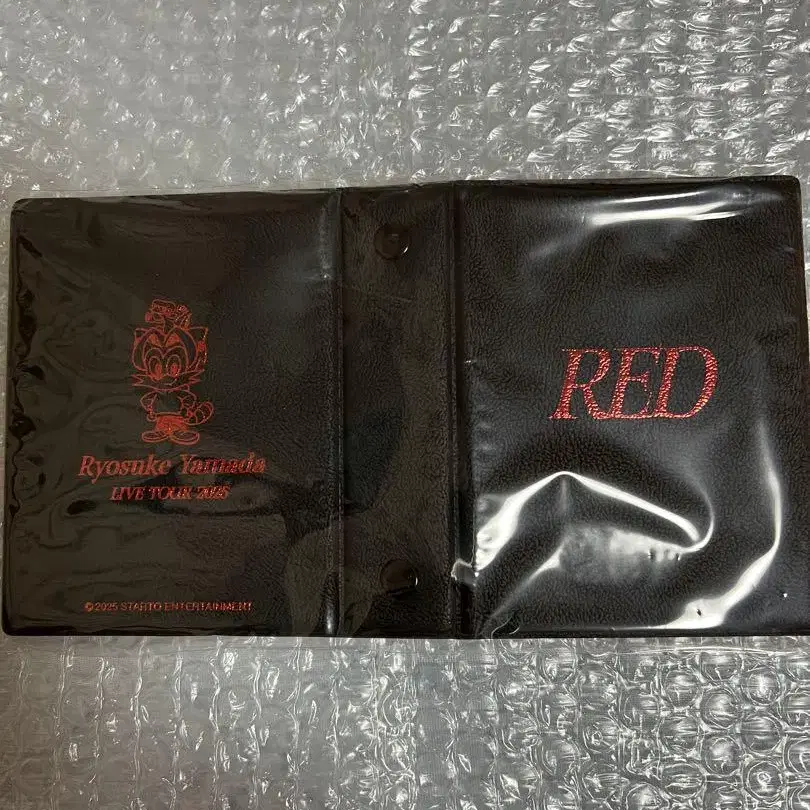 Ryosuke Yamada
LIVE TOUR 2025
© 2025 STARTO ENTERTAINMENT
RED